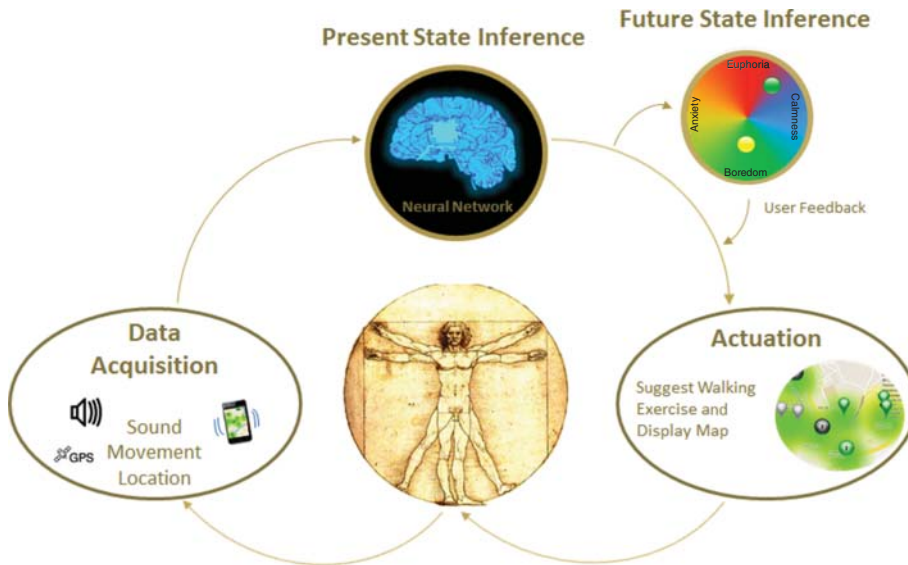 Present State Inference
Future State Inference
Euphoria
Anxiety
Calmness
Boredom
Neural Network
User Feedback
Data
Acquisition
Sound
Movement
Location
GPS
Actuation
Suggest Walking
Exercise and
Display Map